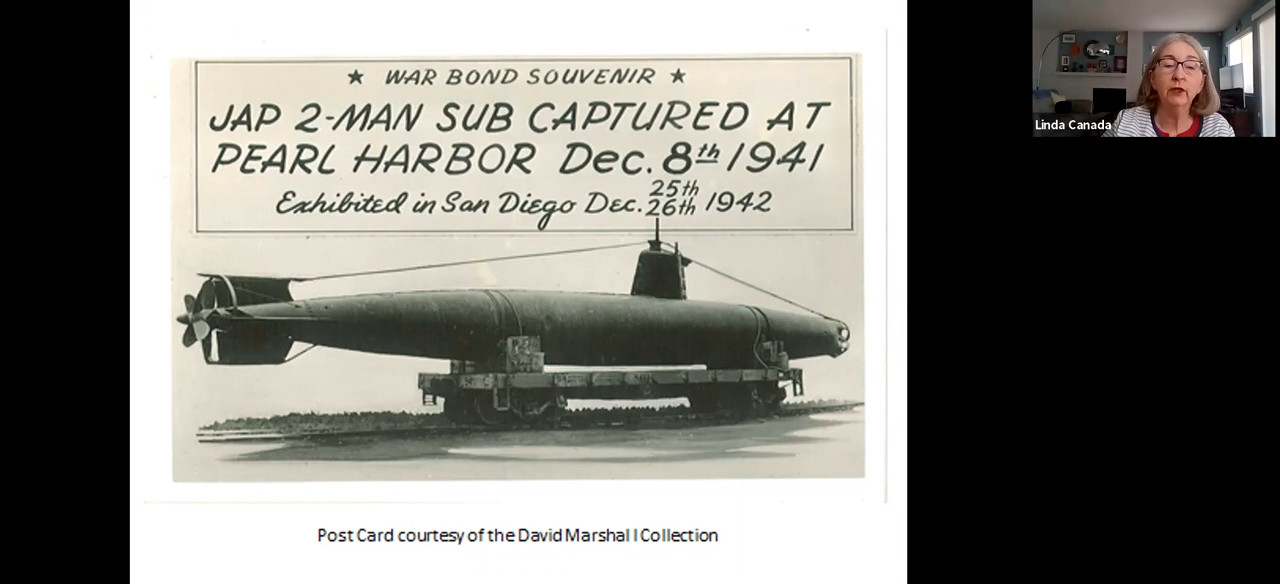 ★ WAR BOND SOUVENIR ★
JAP 2-MAN SUB CAPTURED AT
PEARL HARBOR Dec. 8th 1941
Exhibited in San Diego Dec. 25th 26th 1942
Post Card courtesy of the David Marshal l Collection
Linda Canada